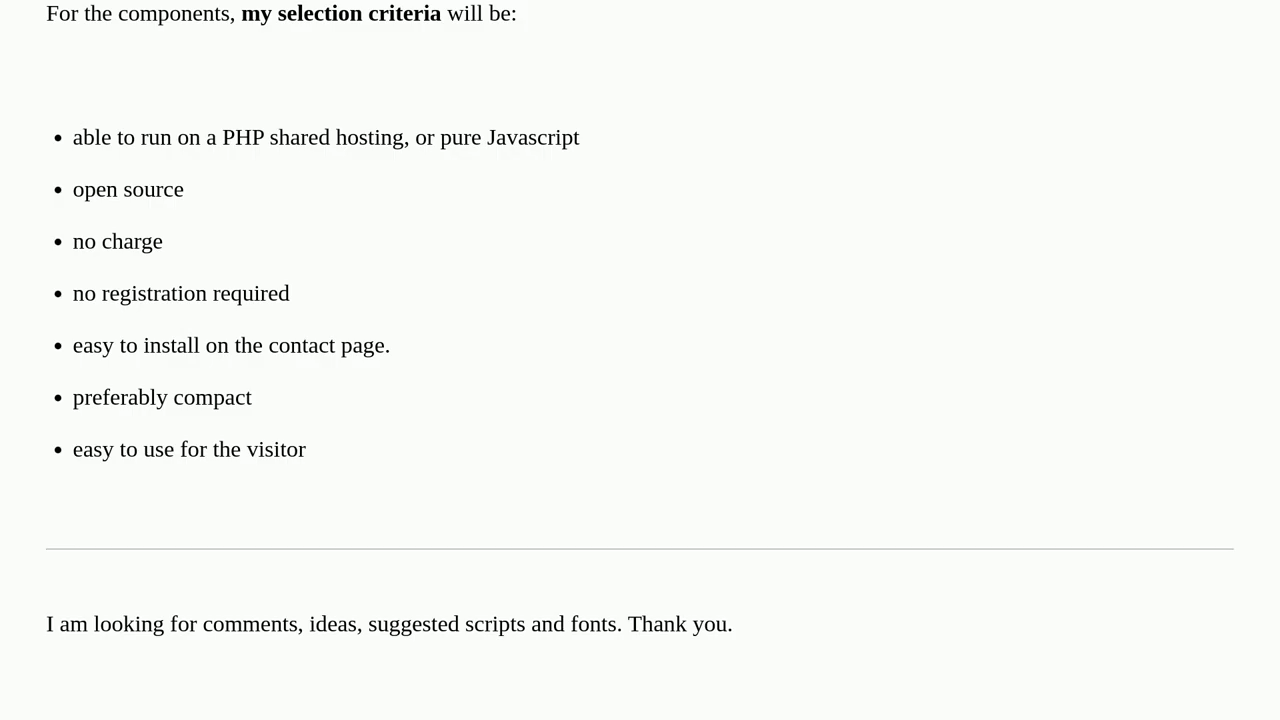 For the components, my selection criteria will be:
• able to run on a PHP shared hosting, or pure Javascript
• open source
• no charge
• no registration required
• easy to install on the contact page.
• preferably compact
• easy to use for the visitor
I am looking for comments, ideas, suggested scripts and fonts. Thank you.